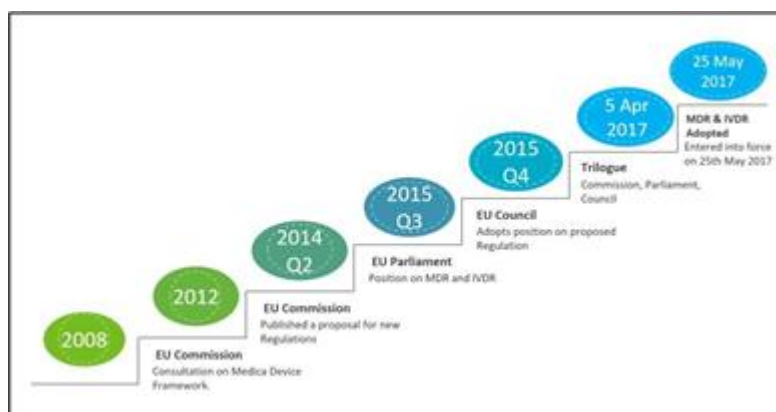 2008
EU Commission
Consultation on Medica Device
Framework.
2012
EU Commission
Published a proposal for new
Regulations
2014
Q2
EU Parliament
Position on MDR and IVDR
2015
Q3
EU Council
Adopts position on proposed
Regulation
2015
Q4
Trilogue
Commission, Parliament,
Council
5 Apr
2017
MDR & IVDR
Adopted
Entered into force
on 25th May 2017
25 May
2017